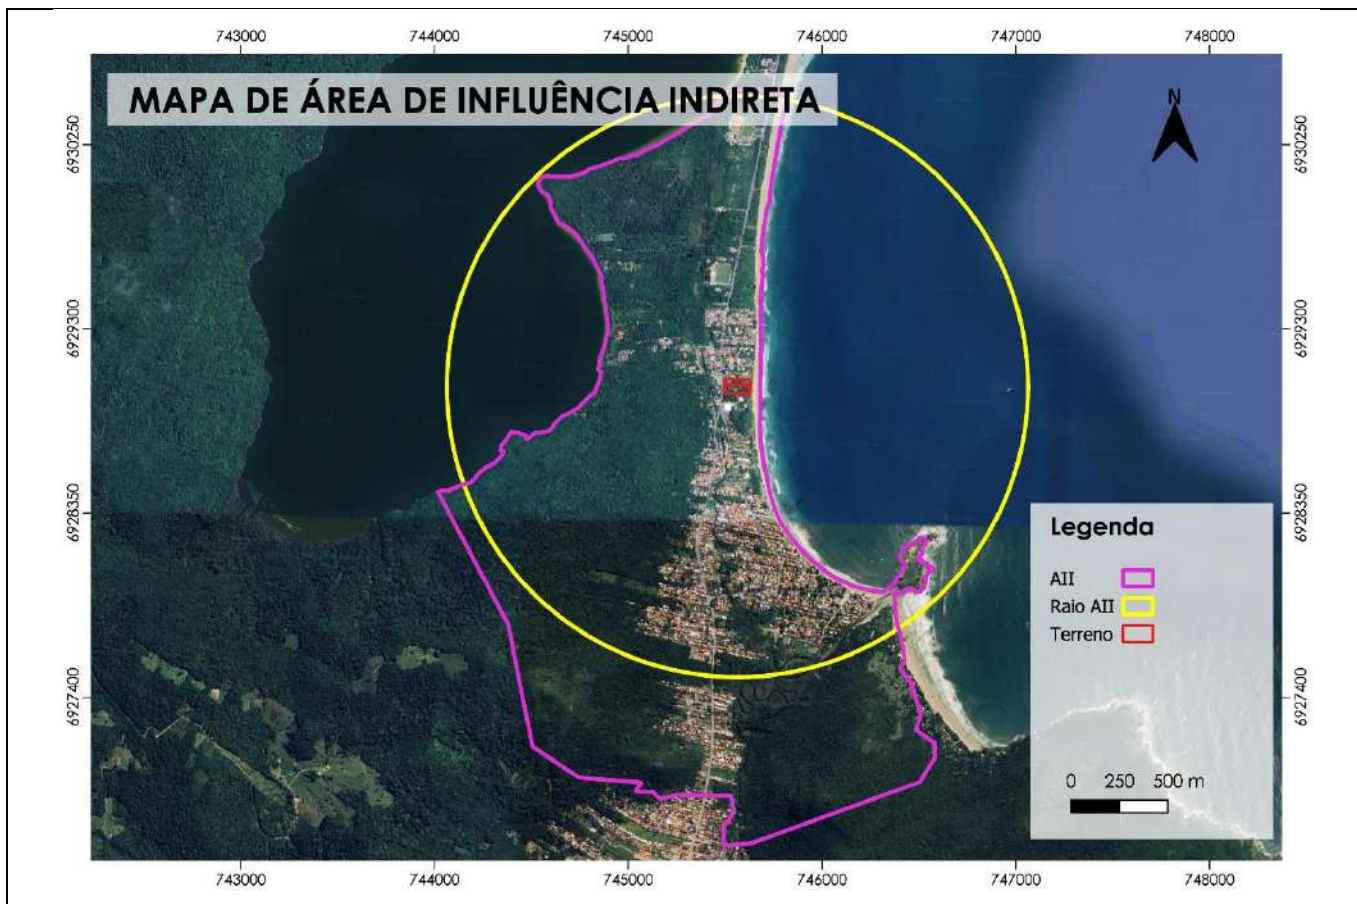 743000 744000 745000 746000 747000 748000
MAPA DE ÁREA DE INFLUÊNCIA INDIRETA
N
6930250 6930250
6929300 6929300
6928350 6928350
6927400 6927400
Legenda
AII
Raio AII
Terreno
0 250 500 m
743000 744000 745000 746000 747000 748000